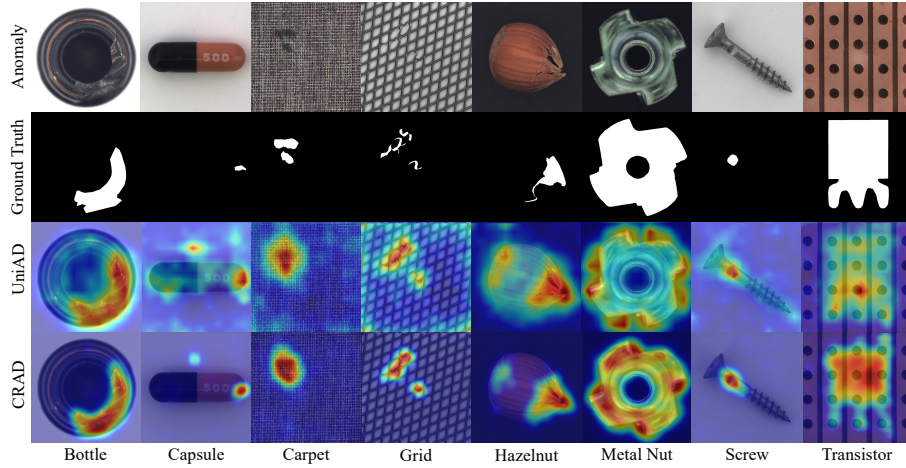 Anomaly
500
Ground Truth
UniAD
500
CRAD
500
Bottle Capsule Carpet Grid Hazelnut Metal Nut Screw Transistor